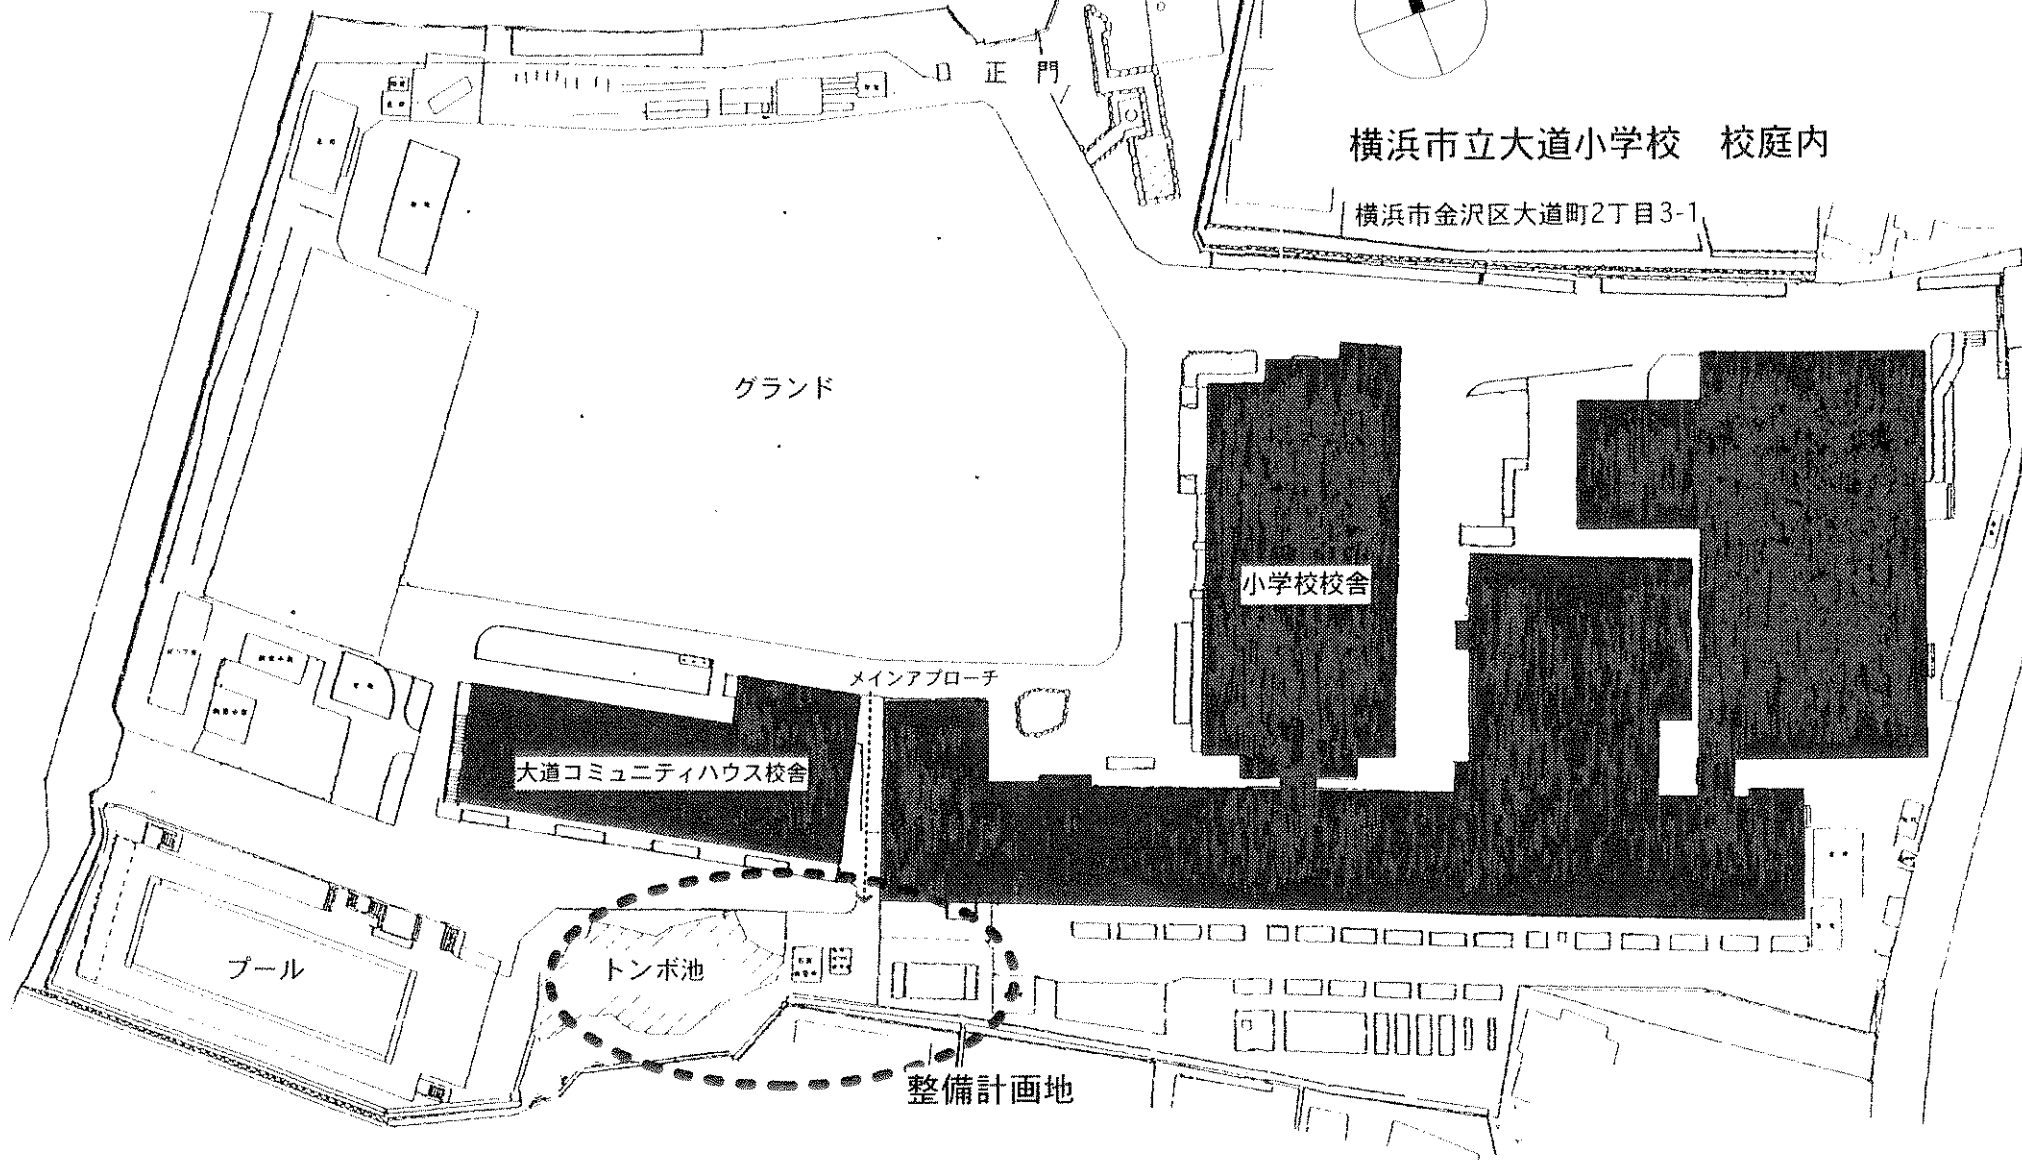 正門
横浜市立大道小学校　校庭内
横浜市金沢区大道町2丁目3-1
グランド
小学校校舎
メインアプローチ
大道コミュニティハウス校舎
プール
トンボ池
整備計画地